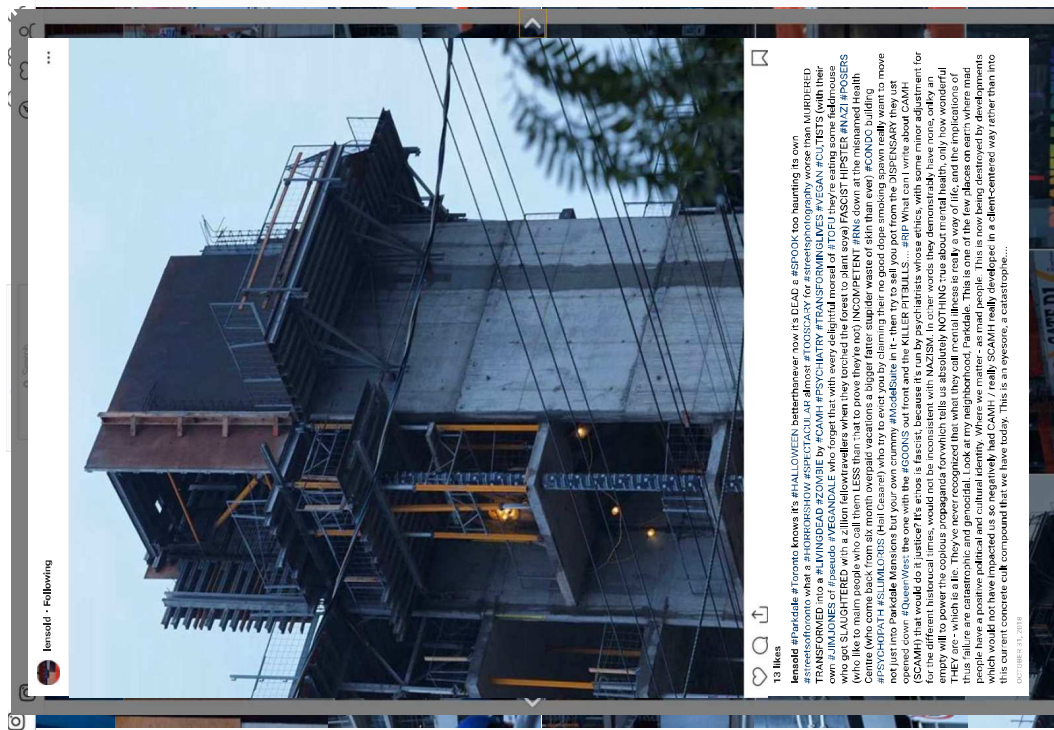 lensold • Following
13 likes
lensold #Parkdale #Toronto knows it's #HALLOWEEN betterthanever now it's DEAD a #SPOOK too haunting its own
#streetsoftoronto what a #HORRORSHOW #SPECTACULAR almost #TOOSCARY for #streetsphotography worse than MURDERED
TRANSFORMED into a #LIVINGDEAD #ZOMBIE by #CAMH #PSYCHIATRY #TRANSFORMINGLIVES #VEGAN #CU,TISTS (with their
own #JIMJONES of #pseudo #VEGANDALE who forget that with every delightful morsel of #TOFU they're eating some fieldmouse
who got SLAUGHTERED with a zillion fellowtravellers when they torched the forest to plant soya) FASCIST HIPSTER #NAZI #POSERS
(who like to malign people who call them LESS than that to prove they're not) INCOMPETENT #RNs down at the misnamed Health
Centre (who come back from six month overpaid vacations a bigger fatter stupider waste of skin than ever) #CONDO building
#PSYCHOPATH #SLUMLORDS (Hail Ceasar!) who try to evict you by claiming their no good dope smoking spawn really want to move
not just into Parkdale Mansions but your own crummy #ModelSuite in it - then try to sell you pot from the DISPENSARY they ust
opened down #QueenWest the one with the #GOONS out front and the KILLER PITBULLS.... #RIP What can I write about CAMH
(SCAMH) that would do it justice? It's ethos is fascist, because it's run by psychiatrists whose ethics, with some minor adjustment for
for the different historucal times, would not be inconsistent with NAZISM. In other words they demonstrably have none, onlky an
empty will to power the copious propaganda forvwhich tells us absolutely NOTHING true about mental health, only how wonderful
THEY are - which is a lie. They've never recognized that what they call mental illness is really a way of life, and the implications of
thus failure are catastrophic and genocidal. Look at my neighborhood, Parkdale. This is one of the few places on earth where mad
people have a positive political and cultural identity. Where we matter - as mad people. This is now being destroyed by developments
which would not have impacted us so negatively had CAMH // really SCAMH really developed in a client-centered way rather than into
this current concrete cult compound that we have today. This is an eyesore, a catastrophe...
OCTOBER 31, 2018
Search